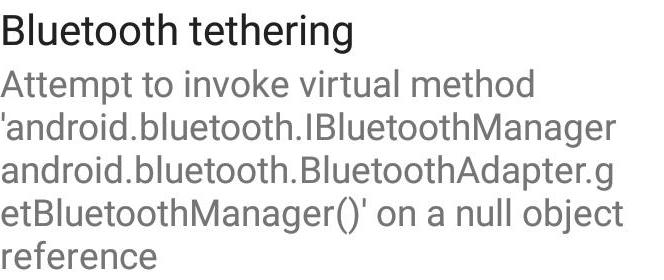 Bluetooth tethering
Attempt to invoke virtual method
'android.bluetooth.IBluetoothManager
android.bluetooth.BluetoothAdapter.g
etBluetoothManager()' on a null object
reference